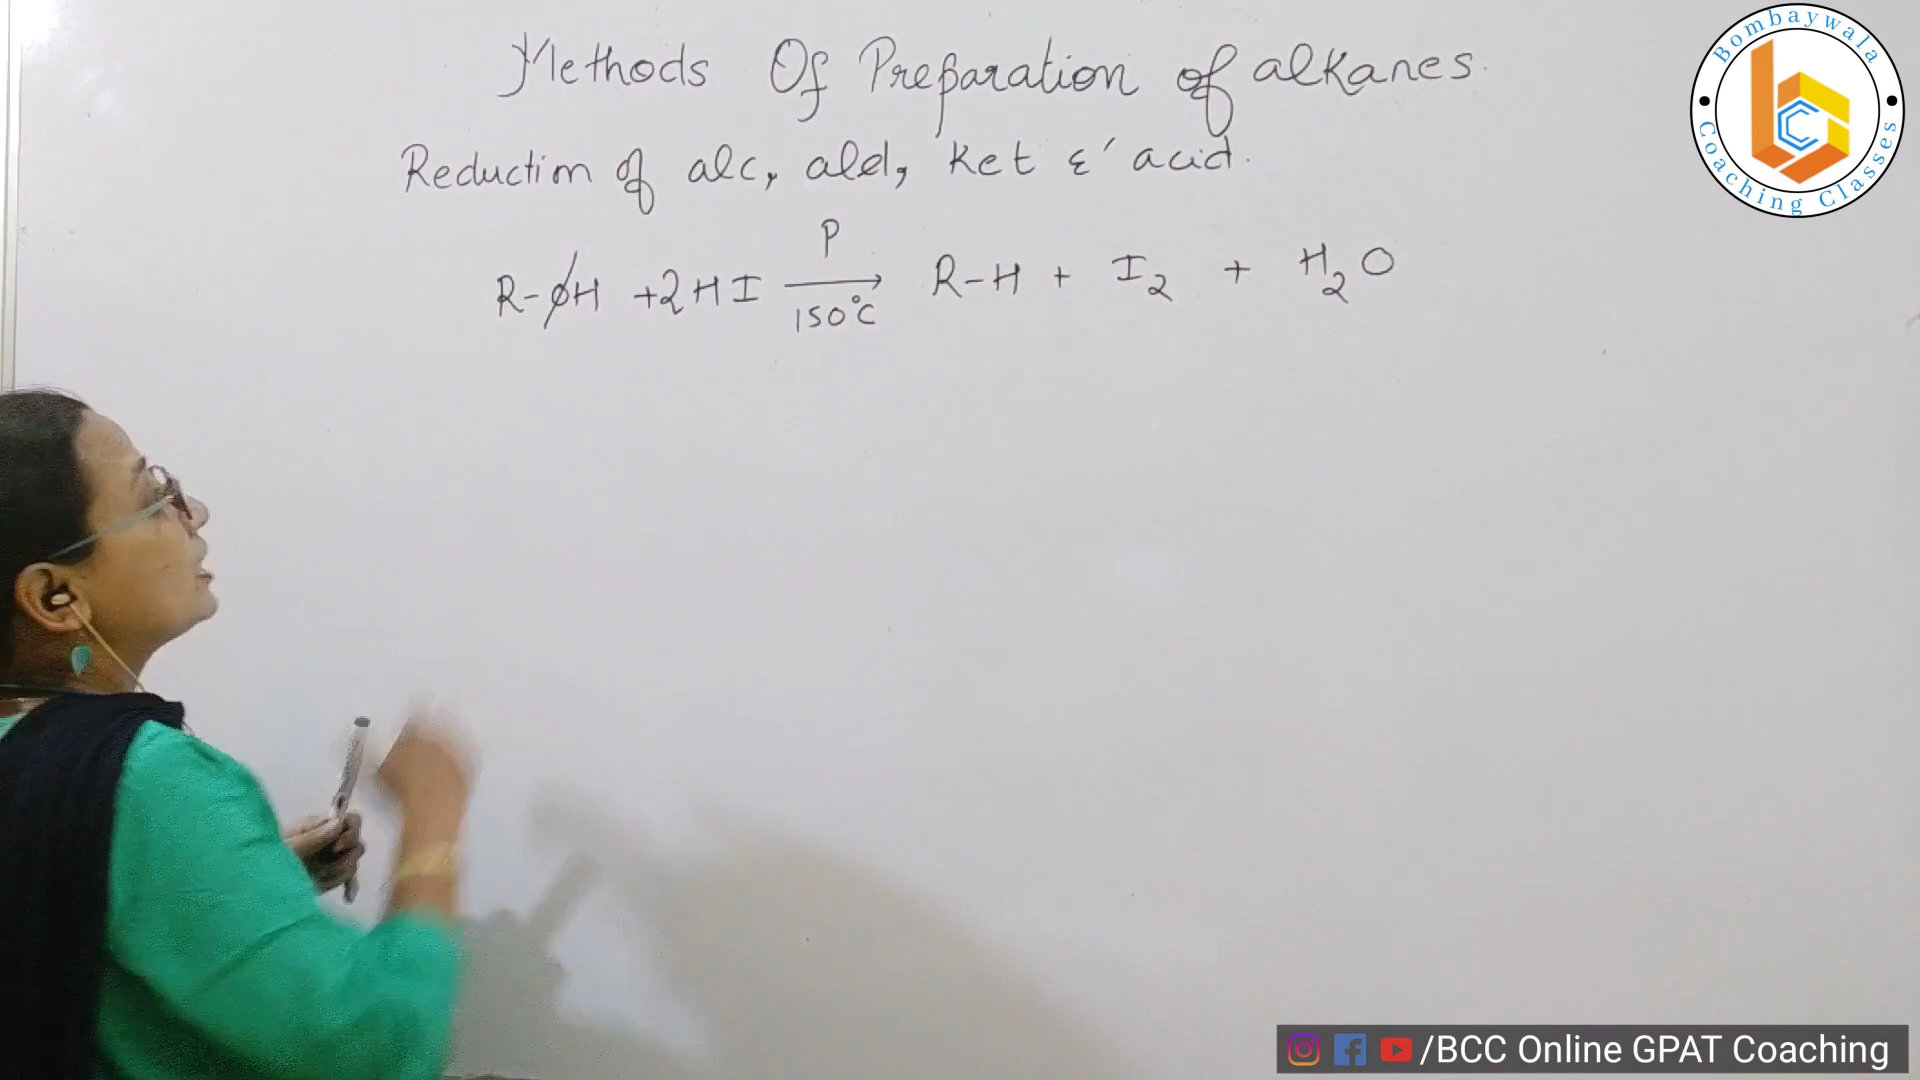 Methods Of Preparation of alkanes.
Reduction of alc, ald, ket & acid.
P
R-OH + 2HI ⟶ R-H + I₂ + H₂O
150°C
Bombaywala
Coaching Classes
bcc
/BCC Online GPAT Coaching